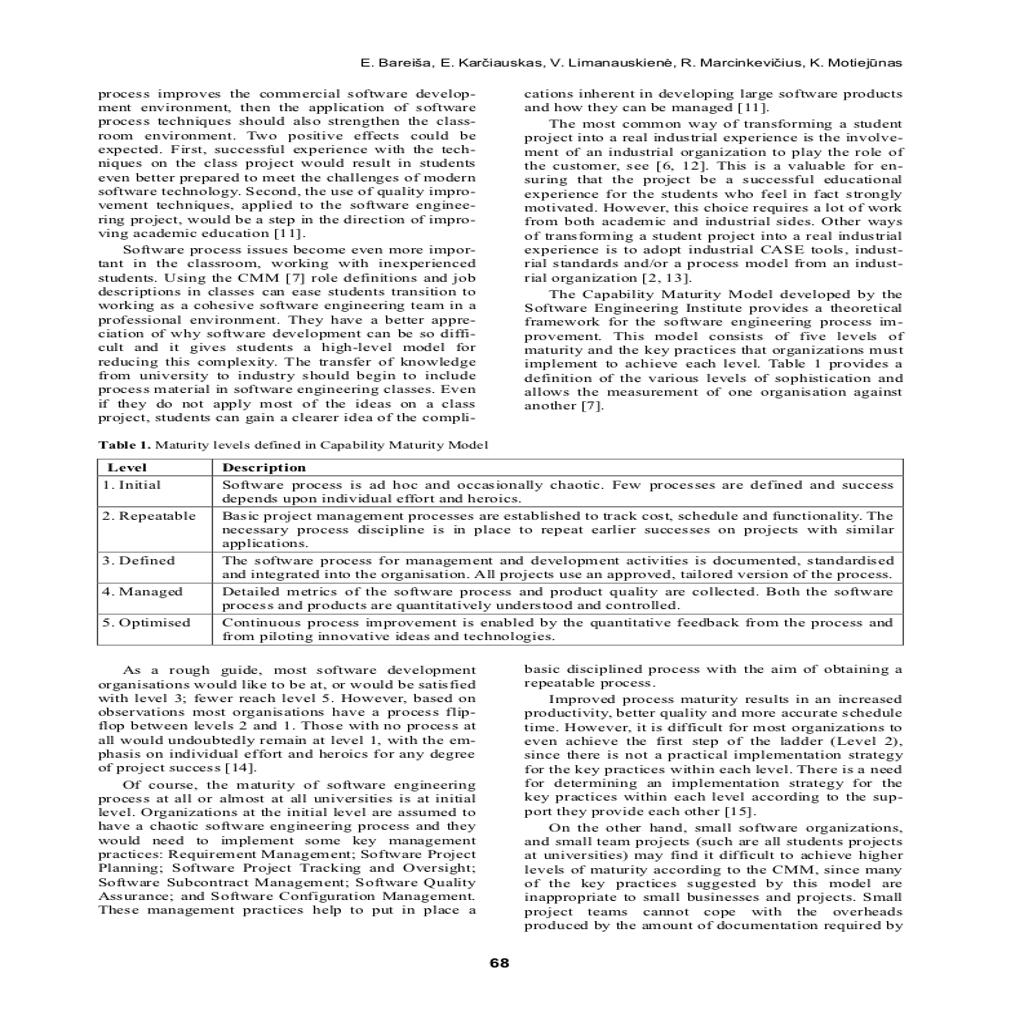 E. Bareiša, E. Karčiauskas, V. Limanauskienė, R. Marcinkevičius, K. Motiejūnas
process improves the commercial software develop-
ment environment, then the application of software
process techniques should also strengthen the class-
room environment. Two positive effects could be
expected. First, successful experience with the tech-
niques on the class project would result in students
even better prepared to meet the challenges of modern
software technology. Second, the use of quality impro-
vement techniques, applied to the software enginee-
ring project, would be a step in the direction of impro-
ving academic education [11].
Software process issues become even more impor-
tant in the classroom, working with inexperienced
students. Using the CMM [7] role definitions and job
descriptions in classes can ease students transition to
working as a cohesive software engineering team in a
professional environment. They have a better appre-
ciation of why software development can be so diffi-
cult and it gives students a high-level model for
reducing this complexity. The transfer of knowledge
from university to industry should begin to include
process material in software engineering classes. Even
if they do not apply most of the ideas on a class
project, students can gain a clearer idea of the compli-
cations inherent in developing large software products
and how they can be managed [11].
The most common way of transforming a student
project into a real industrial experience is the involve-
ment of an industrial organization to play the role of
the customer, see [6, 12]. This is a valuable for en-
suring that the project be a successful educational
experience for the students who feel in fact strongly
motivated. However, this choice requires a lot of work
from both academic and industrial sides. Other ways
of transforming a student project into a real industrial
experience is to adopt industrial CASE tools, indust-
rial standards and/or a process model from an indust-
rial organization [2, 13].
The Capability Maturity Model developed by the
Software Engineering Institute provides a theoretical
framework for the software engineering process im-
provement. This model consists of five levels of
maturity and the key practices that organizations must
implement to achieve each level. Table 1 provides a
definition of the various levels of sophistication and
allows the measurement of one organisation against
another [7].
Table 1. Maturity levels defined in Capability Maturity Model
Level Description
1. Initial Software process is ad hoc and occasionally chaotic. Few processes are defined and success
depends upon individual effort and heroics.
2. Repeatable Basic project management processes are established to track cost, schedule and functionality. The
necessary process discipline is in place to repeat earlier successes on projects with similar
applications.
3. Defined The software process for management and development activities is documented, standardised
and integrated into the organisation. All projects use an approved, tailored version of the process.
4. Managed Detailed metrics of the software process and product quality are collected. Both the software
process and products are quantitatively understood and controlled.
5. Optimised Continuous process improvement is enabled by the quantitative feedback from the process and
from piloting innovative ideas and technologies.
As a rough guide, most software development
organisations would like to be at, or would be satisfied
with level 3; fewer reach level 5. However, based on
observations most organisations have a process flip-
flop between levels 2 and 1. Those with no process at
all would undoubtedly remain at level 1, with the em-
phasis on individual effort and heroics for any degree
of project success [14].
Of course, the maturity of software engineering
process at all or almost at all universities is at initial
level. Organizations at the initial level are assumed to
have a chaotic software engineering process and they
would need to implement some key management
practices: Requirement Management; Software Project
Planning; Software Project Tracking and Oversight;
Software Subcontract Management; Software Quality
Assurance; and Software Configuration Management.
These management practices help to put in place a
basic disciplined process with the aim of obtaining a
repeatable process.
Improved process maturity results in an increased
productivity, better quality and more accurate schedule
time. However, it is difficult for most organizations to
even achieve the first step of the ladder (Level 2),
since there is not a practical implementation strategy
for the key practices within each level. There is a need
for determining an implementation strategy for the
key practices within each level according to the sup-
port they provide each other [15].
On the other hand, small software organizations,
and small team projects (such are all students projects
at universities) may find it difficult to achieve higher
levels of maturity according to the CMM, since many
of the key practices suggested by this model are
inappropriate to small businesses and projects. Small
project teams cannot cope with the overheads
produced by the amount of documentation required by
68